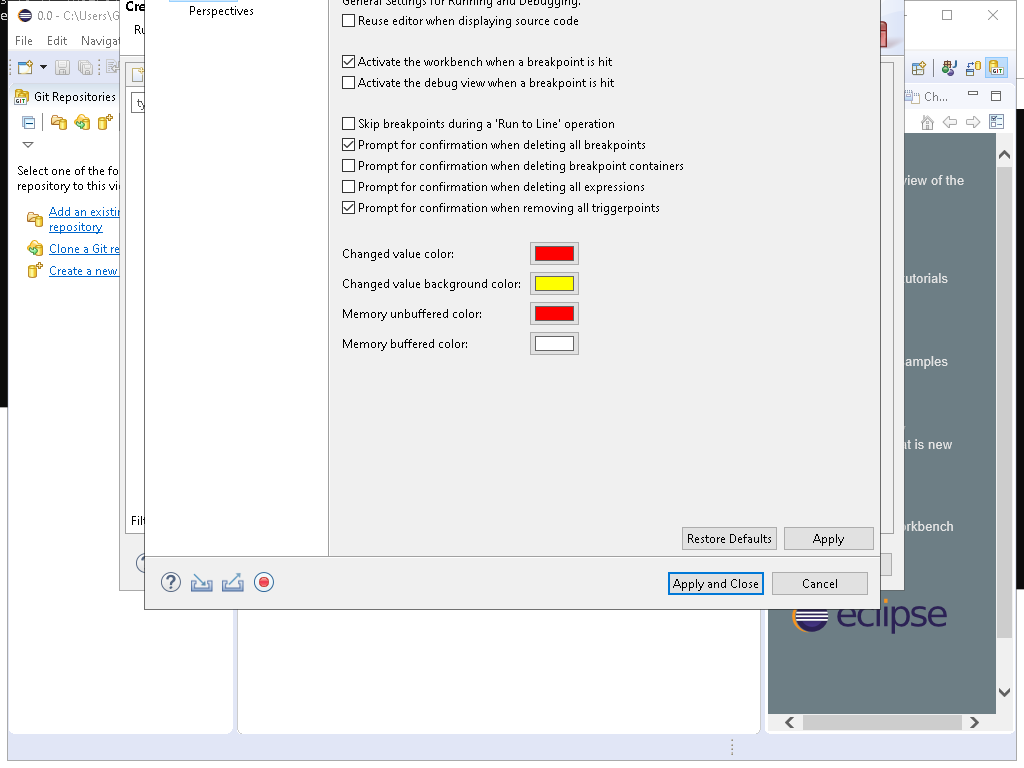 0.0 - C:\Users\G
File Edit Navigat
Git Repositories
Select one of the fo
repository to this vi
Add an existin
repository
Clone a Git re
Create a new
Cre
Ru
ty
Filt
Perspectives
General Settings for Running and Debugging.
Reuse editor when displaying source code
Activate the workbench when a breakpoint is hit
Activate the debug view when a breakpoint is hit
Skip breakpoints during a 'Run to Line' operation
Prompt for confirmation when deleting all breakpoints
Prompt for confirmation when deleting breakpoint containers
Prompt for confirmation when deleting all expressions
Prompt for confirmation when removing all triggerpoints
Changed value color:
Changed value background color:
Memory unbuffered color:
Memory buffered color:
Restore Defaults Apply
Apply and Close Cancel
GIT
Ch...
view of the
utorials
amples
at is new
orkbench
eclipse